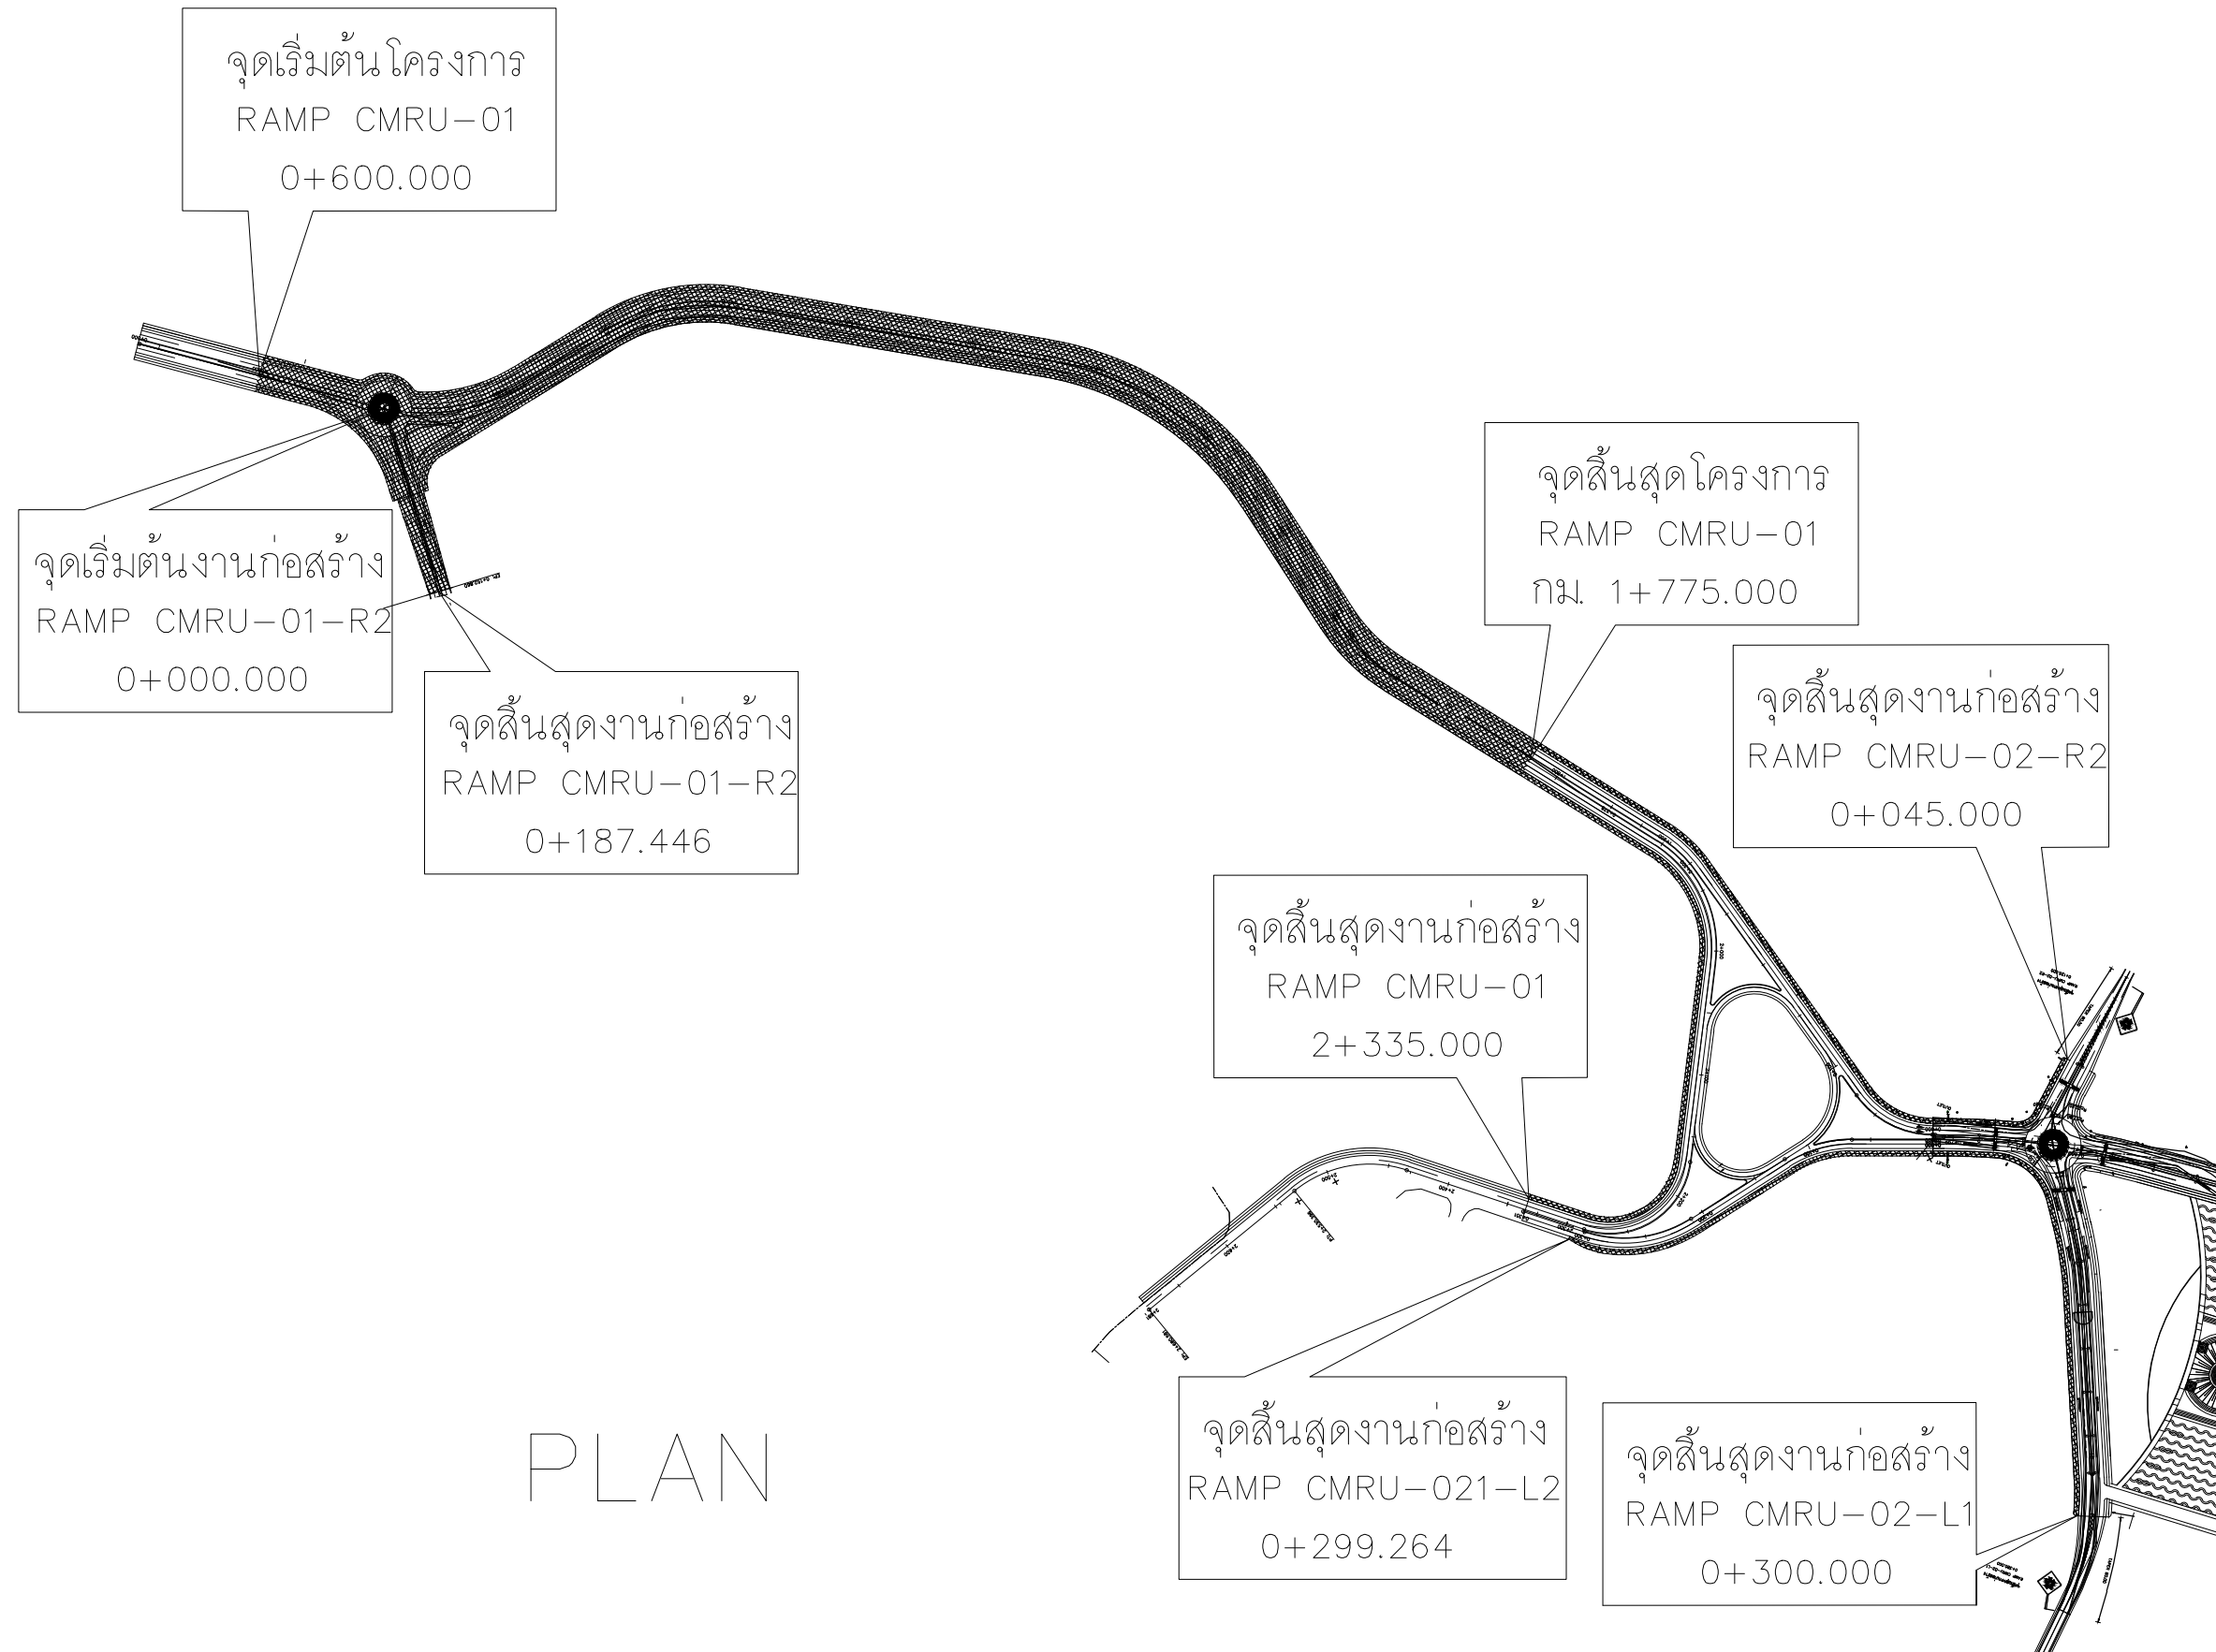 จุดเริ่มต้นโครงการ
RAMP CMRU-01
0+600.000
จุดเริ่มต้นงานก่อสร้าง
RAMP CMRU-01-R2
0+000.000
จุดสิ้นสุดงานก่อสร้าง
RAMP CMRU-01-R2
0+187.446
จุดสิ้นสุดโครงการ
RAMP CMRU-01
กม. 1+775.000
จุดสิ้นสุดงานก่อสร้าง
RAMP CMRU-02-R2
0+045.000
จุดสิ้นสุดงานก่อสร้าง
RAMP CMRU-01
2+335.000
จุดสิ้นสุดงานก่อสร้าง
RAMP CMRU-021-L2
0+299.264
จุดสิ้นสุดงานก่อสร้าง
RAMP CMRU-02-L1
0+300.000
PLAN